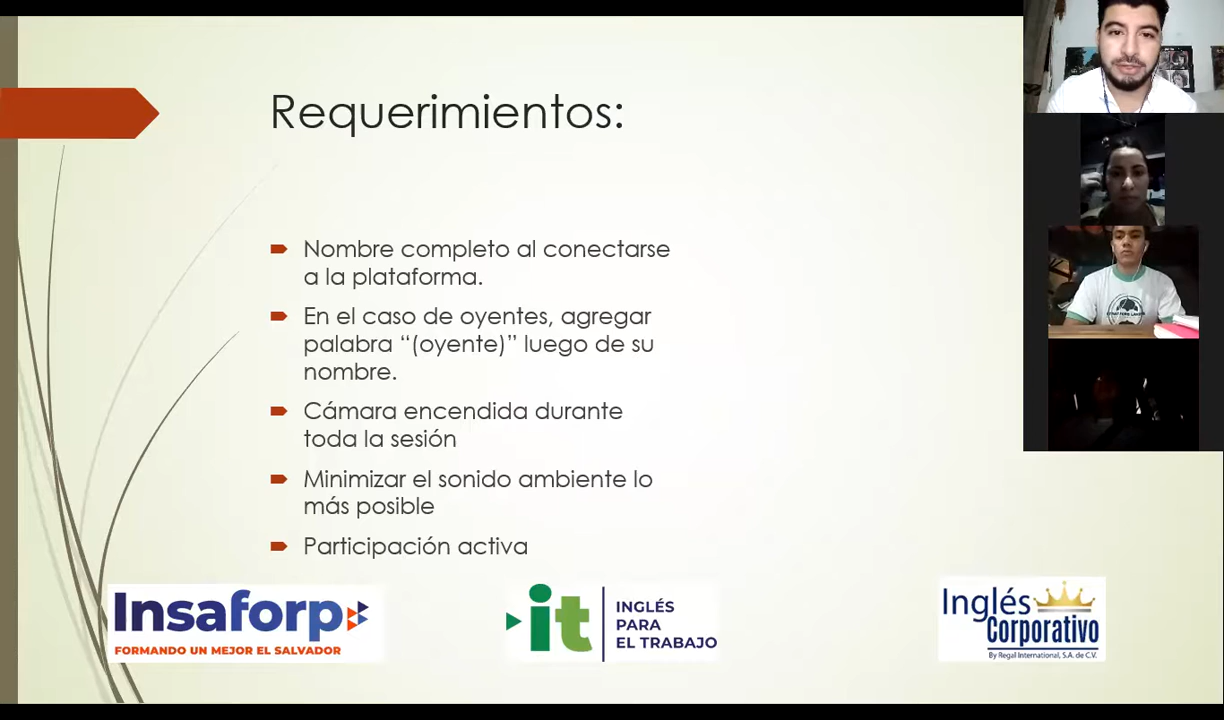 Requerimientos:
Nombre completo al conectarse
a la plataforma.
En el caso de oyentes, agregar
palabra “(oyente)” luego de su
nombre.
Cámara encendida durante
toda la sesión
Minimizar el sonido ambiente lo
más posible
Participación activa
Insaforp
FORMANDO UN MEJOR EL SALVADOR
it
INGLÉS
PARA
EL TRABAJO
Inglés
Corporativo
By Regal International, S.A. de C.V.